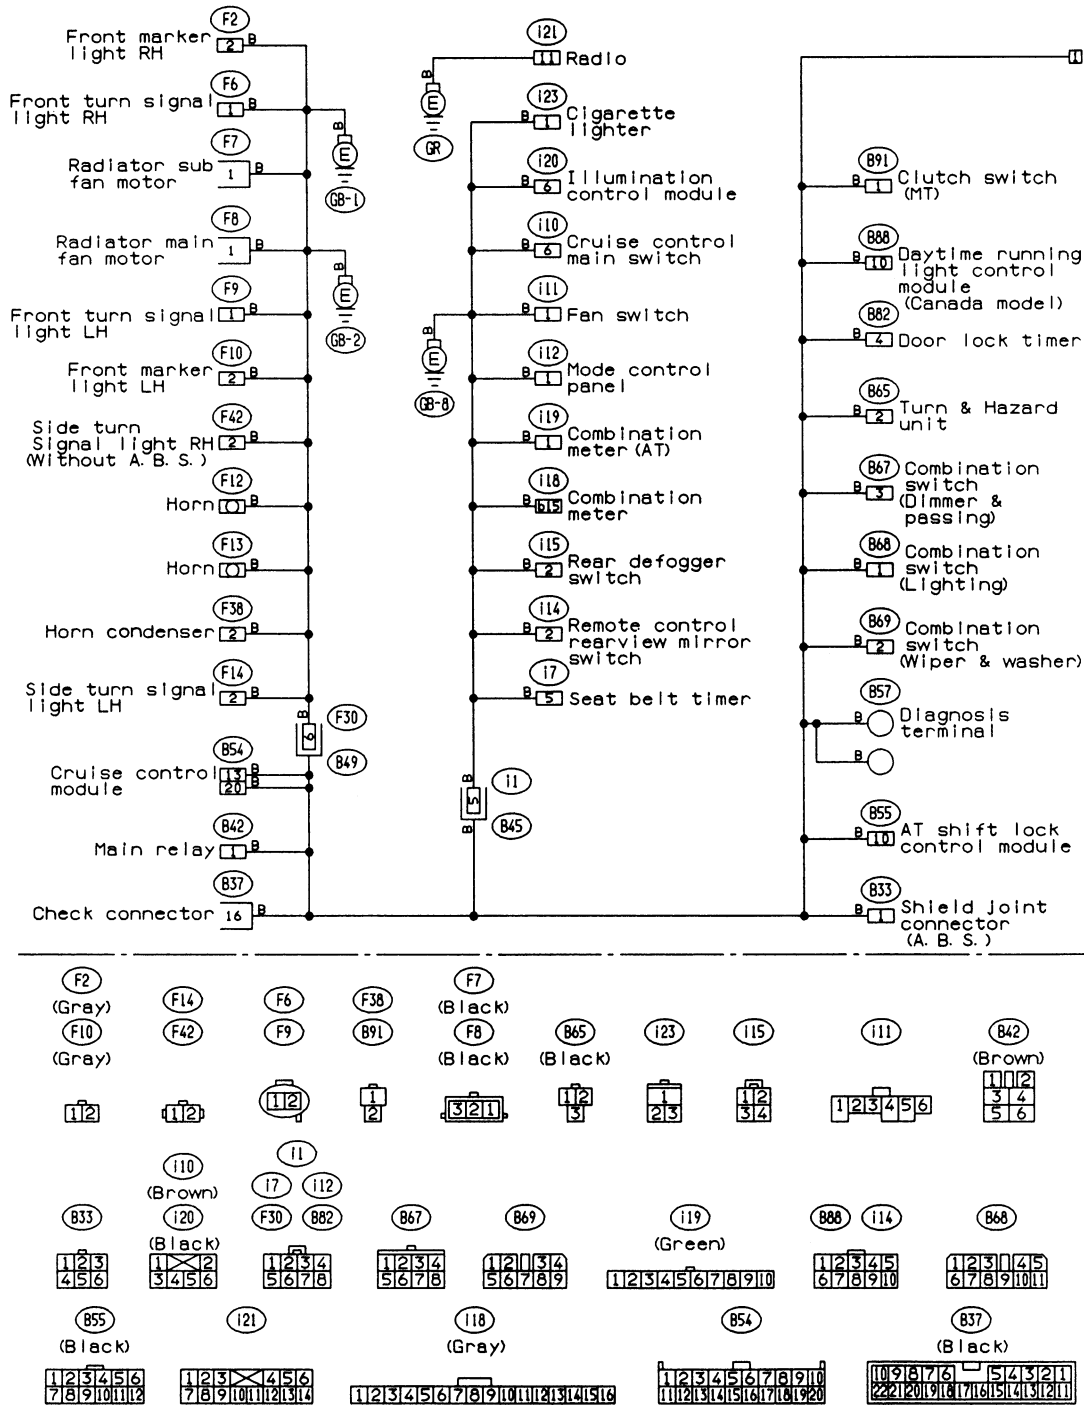 F2
Front marker
light RH
2
B
F6
Front turn signal
light RH
1
B
B
E
GB-1
F7
Radiator sub
fan motor
1
B
F8
Radiator main
fan motor
1
B
B
E
GB-2
F9
Front turn signal
light LH
1
B
F10
Front marker
light LH
2
B
F42
Side turn
Signal light RH
(Without A. B. S. )
2
B
F12
Horn
B
F13
Horn
B
F38
Horn condenser
2
B
F14
Side turn signal
light LH
2
B
B
6
F30
B49
B54
Cruise control
module
13
B
20
B
B42
Main relay
1
B
B37
Check connector
16
B
i21
11
Radio
B
E
GR
i23
B
1
Cigarette
lighter
i20
B
6
Illumination
control module
i10
B
6
Cruise control
main switch
i11
B
1
Fan switch
B
E
GB-8
i12
B
1
Mode control
panel
i19
B
1
Combination
meter (AT)
i18
B
b15
Combination
meter
i15
B
2
Rear defogger
switch
i14
B
2
Remote control
rearview mirror
switch
i7
B
5
Seat belt timer
B
5
B
i1
B45
1
B91
B
1
Clutch switch
(MT)
B88
B
10
Daytime running
light control
module
(Canada model)
B82
B
4
Door lock timer
B65
B
2
Turn & Hazard
unit
B67
B
3
Combination
switch
(Dimmer &
passing)
B68
B
1
Combination
switch
(Lighting)
B69
B
2
Combination
switch
(Wiper & washer)
B57
B
B
Diagnosis
terminal
B55
B
10
AT shift lock
control module
B33
B
1
Shield joint
connector
(A. B. S. )
F2
(Gray)
F10
(Gray)
1 2
F14
F42
1 2
F6
F9
1 2
F38
B91
1
2
F7
(Black)
F8
(Black)
3 2 1
B65
(Black)
1 2
3
i23
1
2 3
i15
1 2
3 4
i11
1 2 3 4 5 6
B42
(Brown)
1 2
3 4
5 6
B33
1 2 3
4 5 6
i10
(Brown)
i20
(Black)
1 2
3 4 5 6
i1
i7 i12
F30 B82
1 2 3 4
5 6 7 8
B67
1 2 3 4
5 6 7 8
B69
1 2 3 4
5 6 7 8 9
i19
(Green)
1 2 3 4 5 6 7 8 9 10
B88 i14
1 2 3 4 5
6 7 8 9 10
B68
1 2 3 4 5
6 7 8 9 10 11
B55
(Black)
1 2 3 4 5 6
7 8 9 10 11 12
i21
1 2 3 4 5 6
7 8 9 10 11 12 13 14
i18
(Gray)
1 2 3 4 5 6 7 8 9 10 11 12 13 14 15 16
B54
1 2 3 4 5 6 7 8 9 10
11 12 13 14 15 16 17 18 19 20
B37
(Black)
10 9 8 7 6 5 4 3 2 1
22 21 20 19 18 17 16 15 14 13 12 11